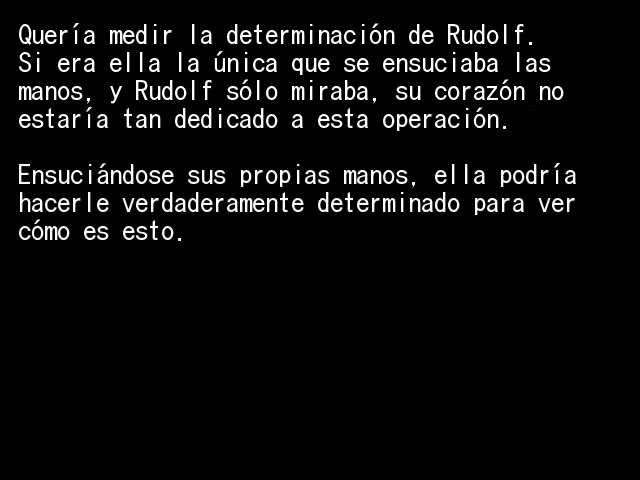 Quería medir la determinación de Rudolf.
Si era ella la única que se ensuciaba las
manos, y Rudolf sólo miraba, su corazón no
estaría tan dedicado a esta operación.
Ensuciándose sus propias manos, ella podría
hacerle verdaderamente determinado para ver
cómo es esto.